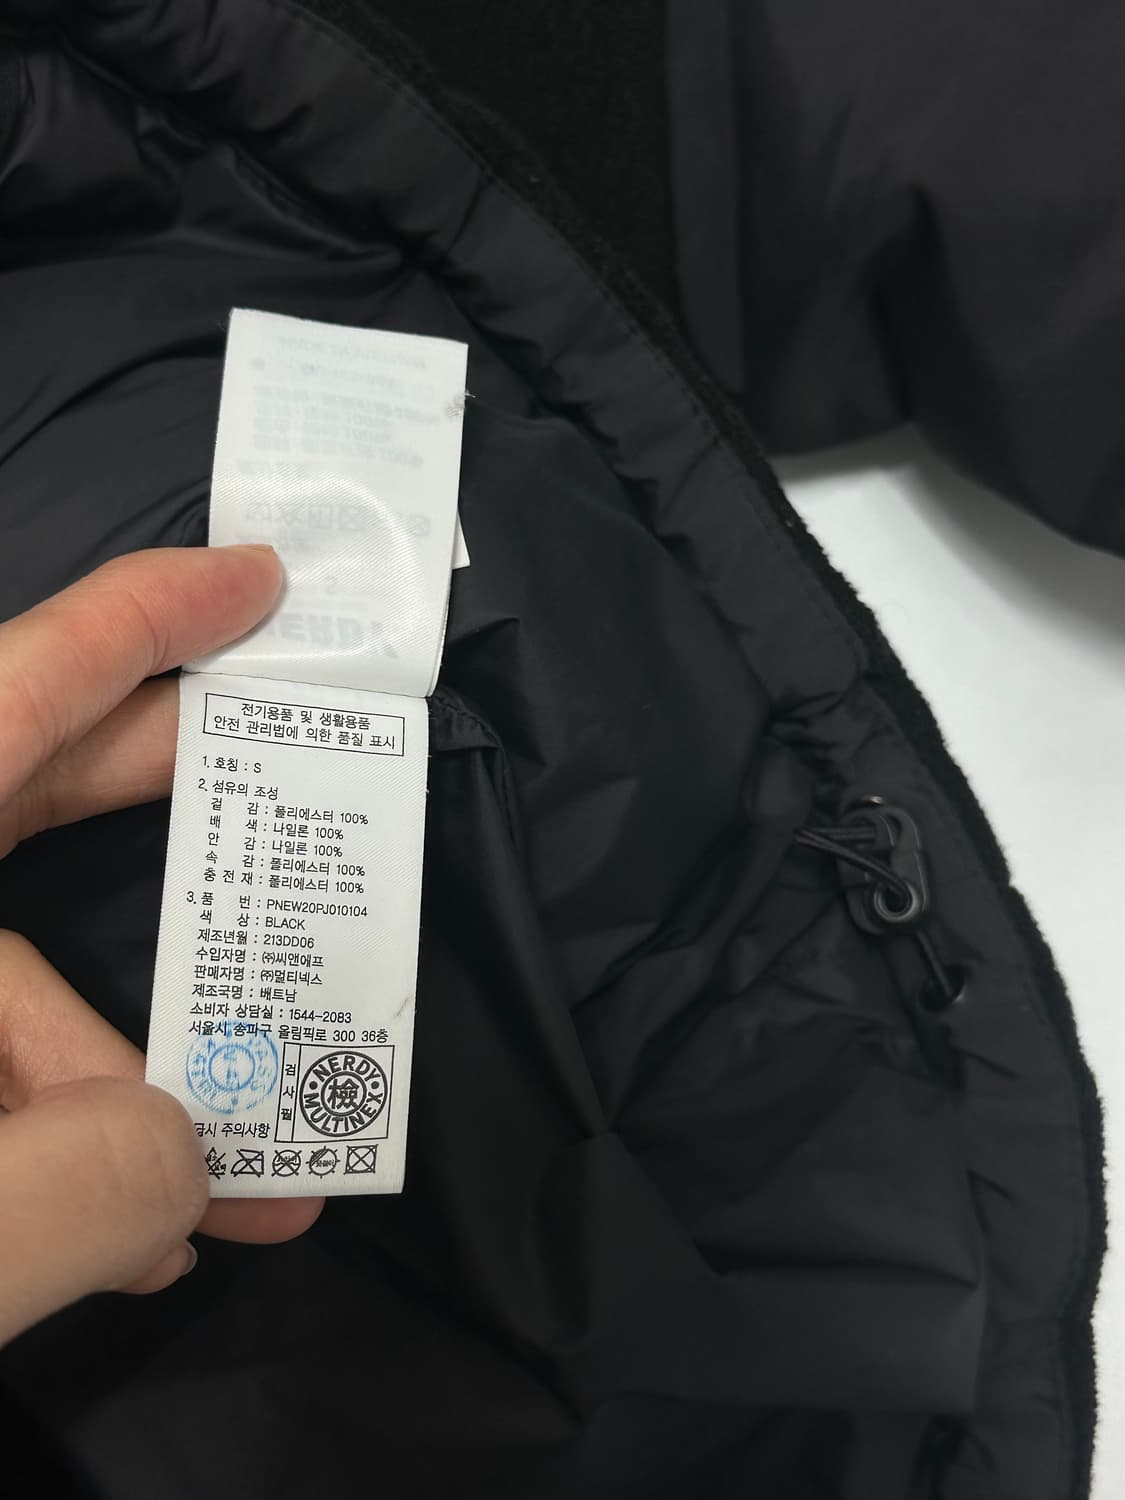 전기용품 및 생활용품
안전 관리법에 의한 품질 표시
1. 호칭 : S
2. 섬유의 조성
겉 감 : 폴리에스터 100%
배 색 : 나일론 100%
안 감 : 나일론 100%
속 감 : 폴리에스터 100%
충 전 재 : 폴리에스터 100%
3. 품 번 : PNEW20PJ010104
색 상 : BLACK
제조년월 : 213DD06
수입자명 : ㈜씨앤에프
판매자명 : ㈜멀티넥스
제조국명 : 베트남
소비자 상담실 : 1544-2083
서울시 송파구 올림픽로 300 36층
검사필
NERDY
檢
MULTINEX
시 주의사항